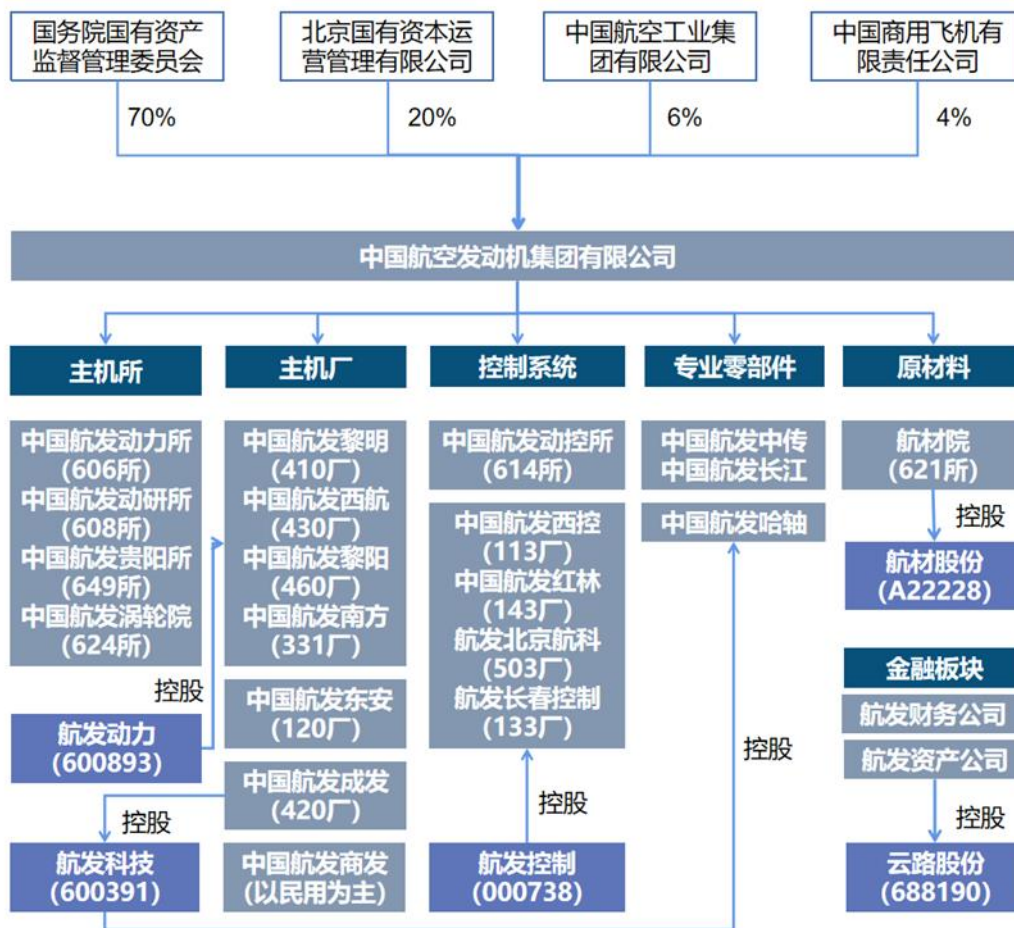 国务院国有资产
监督管理委员会
北京国有资本运
营管理有限公司
中国航空工业集
团有限公司
中国商用飞机有
限责任公司
70%
20%
6%
4%
中国航空发动机集团有限公司
主机所
主机厂
控制系统
专业零部件
原材料
中国航发动力所
(606所)
中国航发动研所
(608所)
中国航发贵阳所
(649所)
中国航发涡轮院
(624所)
中国航发黎明
(410厂)
中国航发西航
(430厂)
中国航发黎阳
(460厂)
中国航发南方
(331厂)
中国航发动控所
(614所)
中国航发西控
(113厂)
中国航发红林
(143厂)
航发北京航科
(503厂)
航发长春控制
(133厂)
中国航发中传
中国航发长江
中国航发哈轴
航材院
(621所)
控股
航材股份
(A22228)
金融板块
航发财务公司
航发资产公司
控股
云路股份
(688190)
控股
航发动力
(600893)
中国航发东安
(120厂)
中国航发成发
(420厂)
控股
航发科技
(600391)
中国航发商发
(以民用为主)
控股
航发控制
(000738)
控股